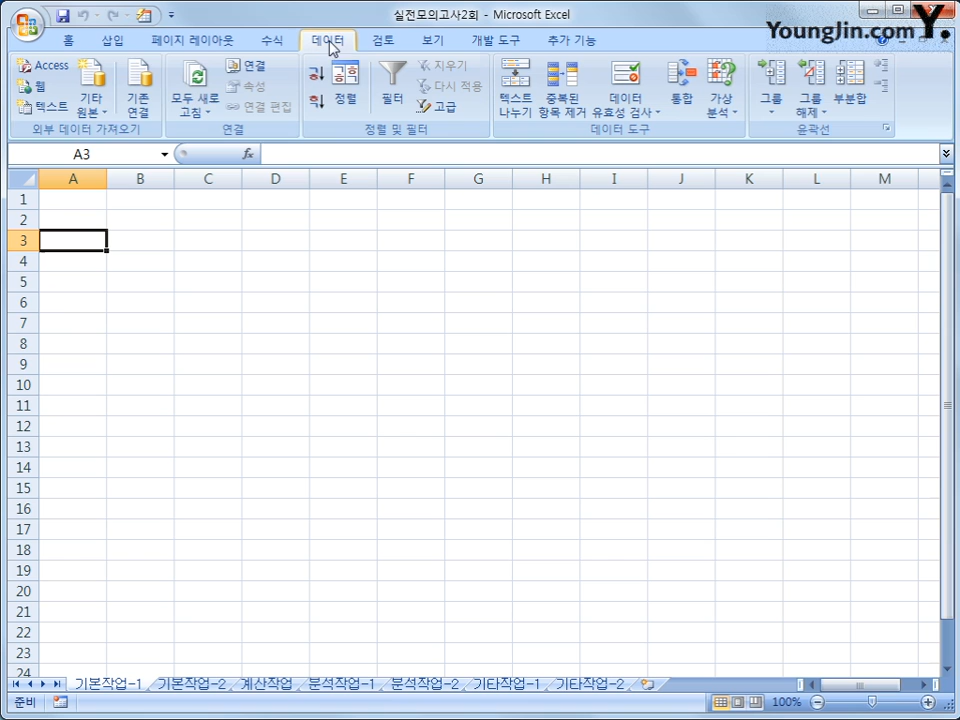 실전모의고사2회 - Microsoft Excel
Younglin.com Y.
홈 삽입 페이지 레이아웃 수식 데이터 검토 보기 개발 도구 추가 기능
Access
웹
텍스트
기타
원본
기존
연결
외부 데이터 가져오기
모두 새로
고침
연결
속성
연결 편집
연결
정렬
필터
지우기
다시 적용
고급
정렬 및 필터
텍스트
나누기
중복된
항목 제거
데이터
유효성 검사
통합
가상
분석
데이터 도구
그룹
그룹
해제
부분합
윤곽선
A3
fx
A B C D E F G H I J K L M
1
2
3
4
5
6
7
8
9
10
11
12
13
14
15
16
17
18
19
20
21
22
23
24
기본작업-1 기본작업-2 계산작업 분석작업-1 분석작업-2 기타작업-1 기타작업-2
준비
100%